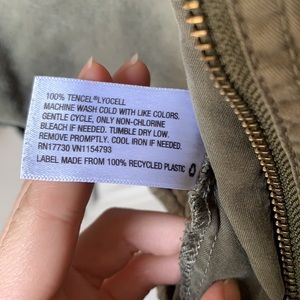 100% TENCEL®LYOCELL
MACHINE WASH COLD WITH LIKE COLORS,
GENTLE CYCLE, ONLY NON-CHLORINE
BLEACH IF NEEDED. TUMBLE DRY LOW.
REMOVE PROMPTLY. COOL IRON IF NEEDED.
RN17730 VN1154793
LABEL MADE FROM 100% RECYCLED PLASTIC